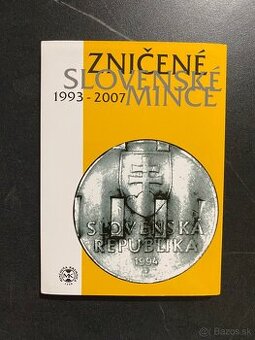 ZNIČENÉ
SLOVENSKÉ
1993 - 2007 MINCE
SLOVENSKÁ
REPUBLIKA
1994
Bazos.sk